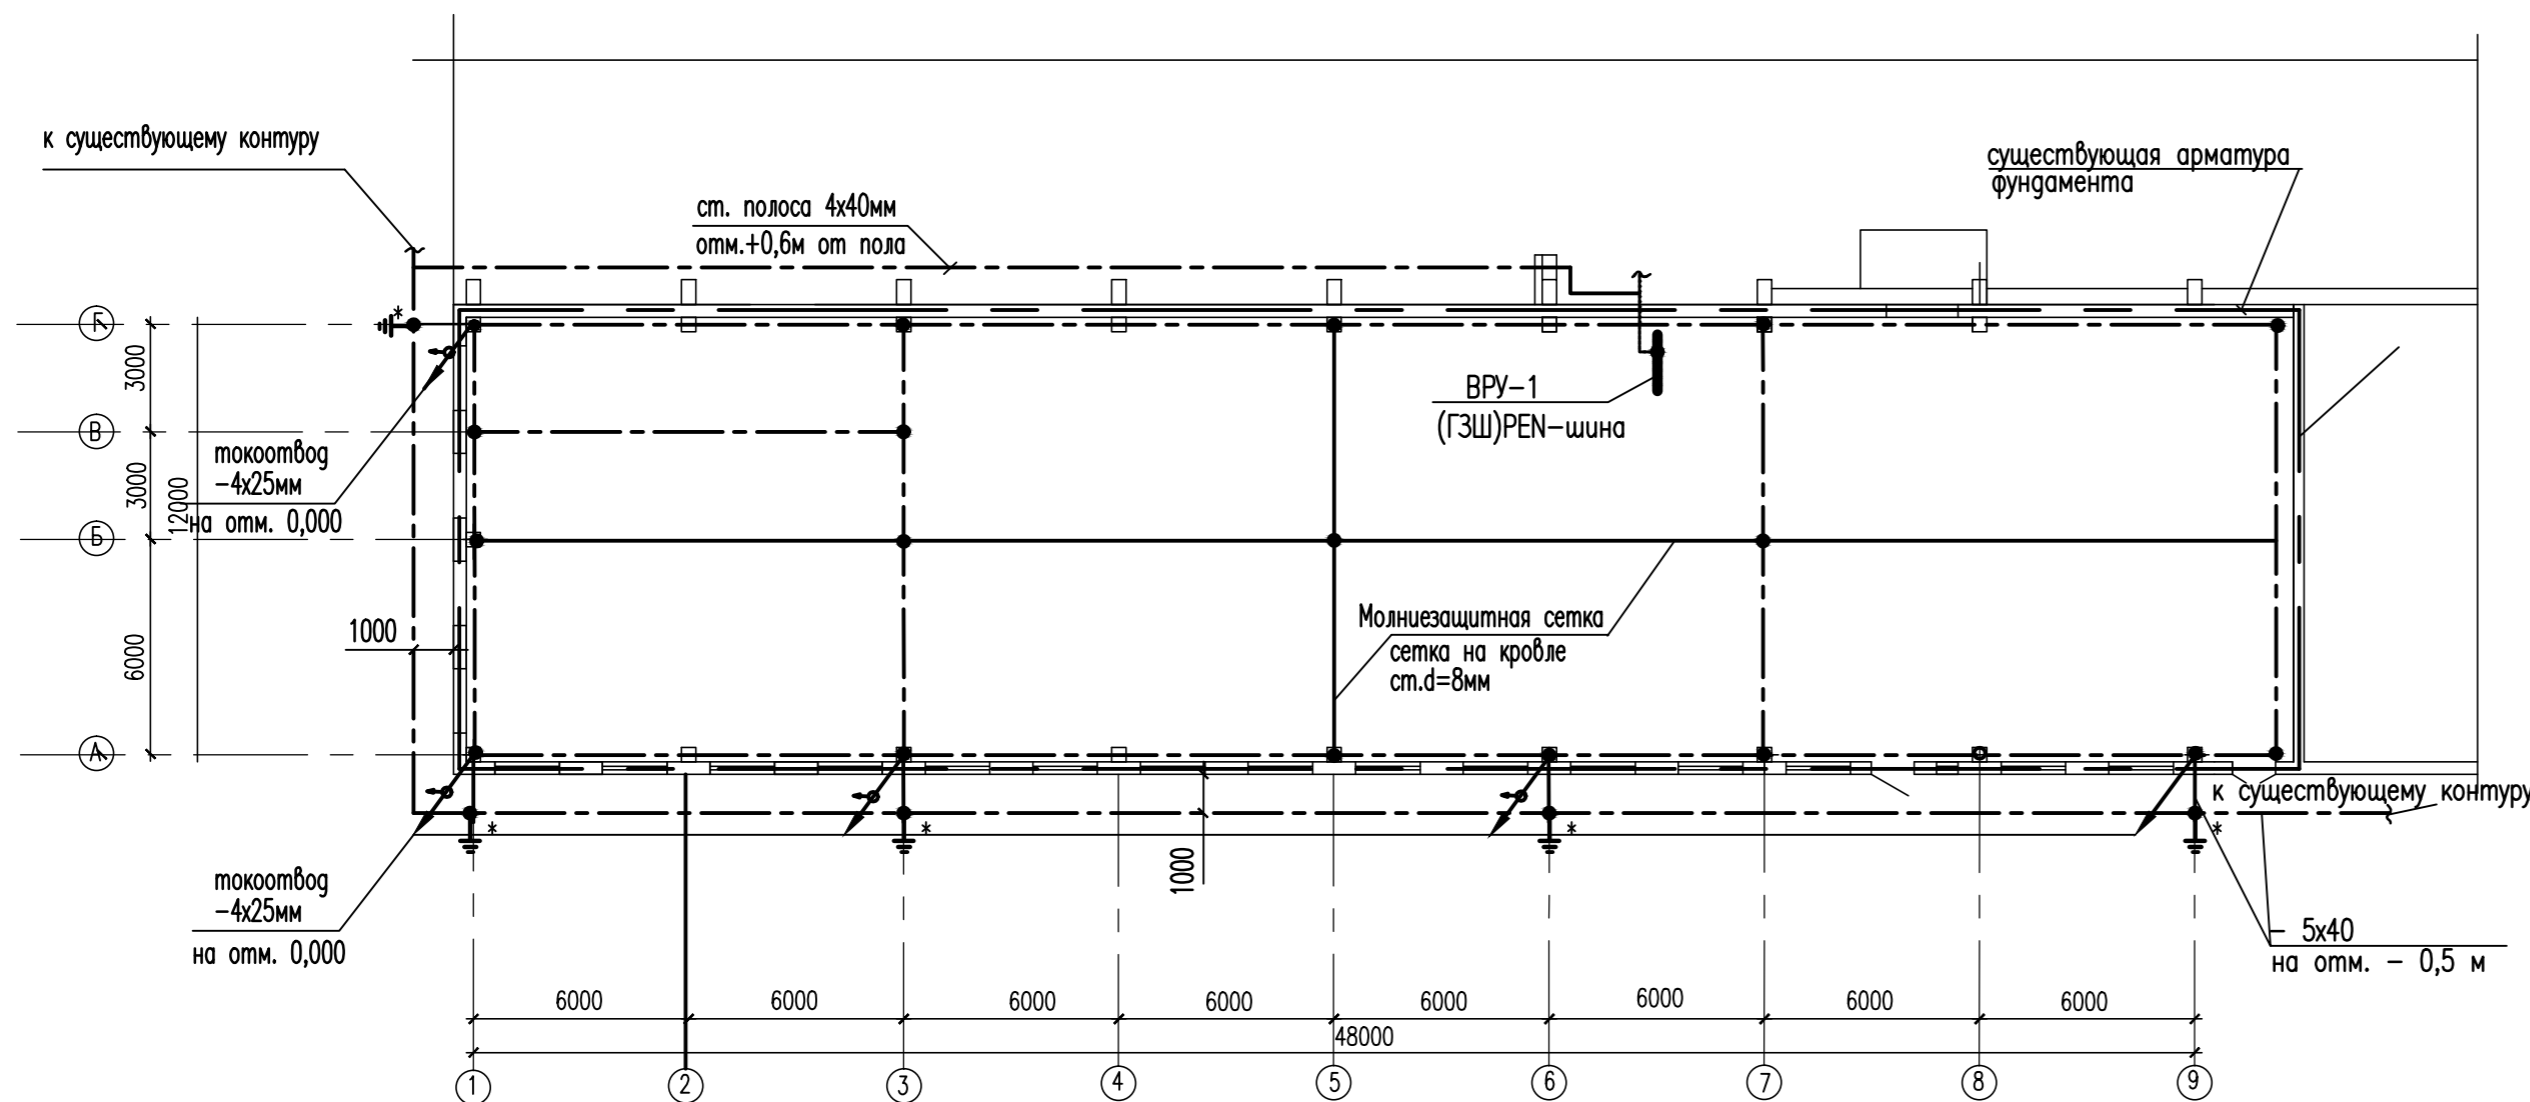 к существующему контуру
существующая арматура
фундамента
ст. полоса 4х40мм
отм.+0,6м от пола
*
Г
3000
ВРУ-1
(ГЗШ)PEN-шина
В
токоотвод
-4х25мм
на отм. 0,000
3000
12000
Б
Молниезащитная сетка
сетка на кровле
ст.d=8мм
1000
6000
А
к существующему контуру
* * * *
1000
токоотвод
-4х25мм
на отм. 0,000
- 5х40
на отм. - 0,5 м
6000 6000 6000 6000 6000 6000 6000 6000
48000
1 2 3 4 5 6 7 8 9